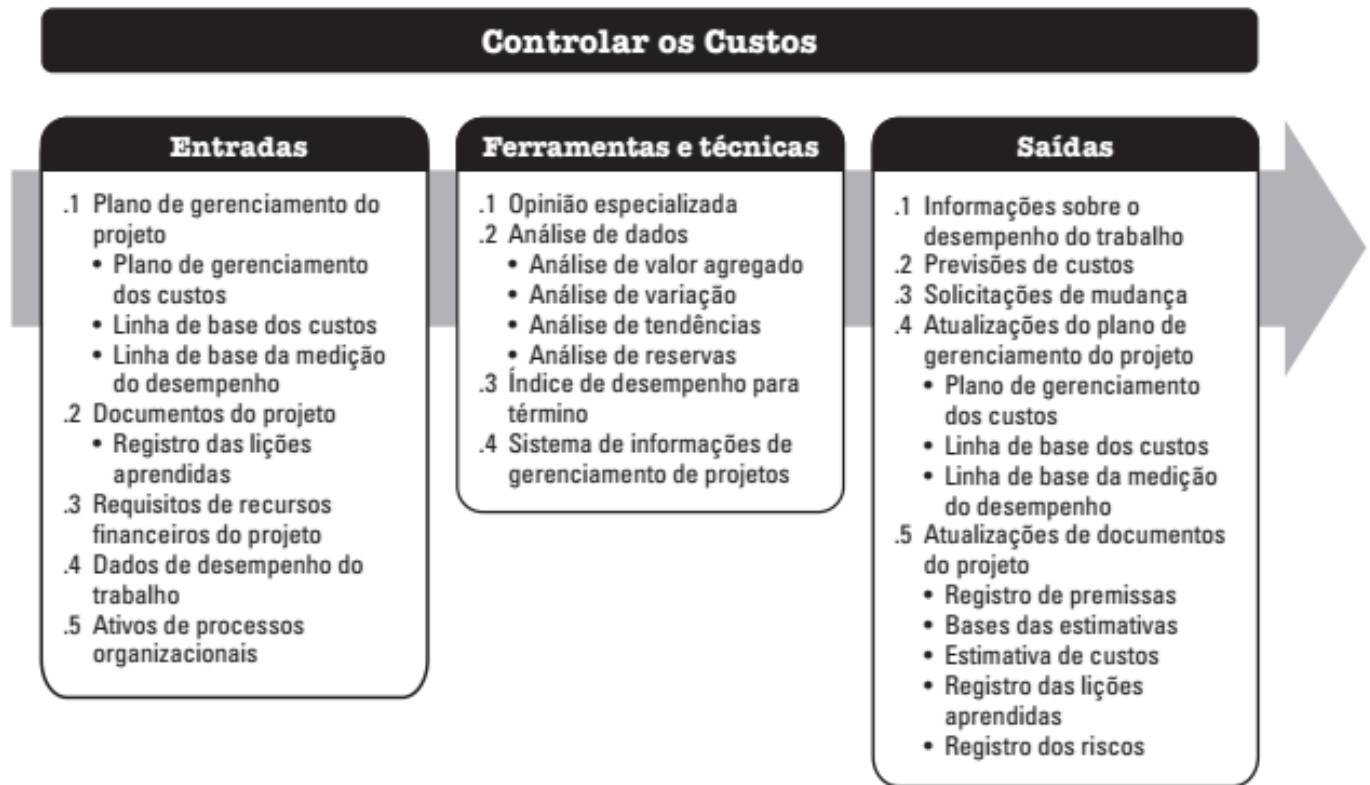 Controlar os Custos
Entradas
.1 Plano de gerenciamento do
projeto
• Plano de gerenciamento
dos custos
• Linha de base dos custos
• Linha de base da medição
do desempenho
.2 Documentos do projeto
• Registro das lições
aprendidas
.3 Requisitos de recursos
financeiros do projeto
.4 Dados de desempenho do
trabalho
.5 Ativos de processos
organizacionais
Ferramentas e técnicas
.1 Opinião especializada
.2 Análise de dados
• Análise de valor agregado
• Análise de variação
• Análise de tendências
• Análise de reservas
.3 Índice de desempenho para
término
.4 Sistema de informações de
gerenciamento de projetos
Saídas
.1 Informações sobre o
desempenho do trabalho
.2 Previsões de custos
.3 Solicitações de mudança
.4 Atualizações do plano de
gerenciamento do projeto
• Plano de gerenciamento
dos custos
• Linha de base dos custos
• Linha de base da medição
do desempenho
.5 Atualizações de documentos
do projeto
• Registro de premissas
• Bases das estimativas
• Estimativa de custos
• Registro das lições
aprendidas
• Registro dos riscos